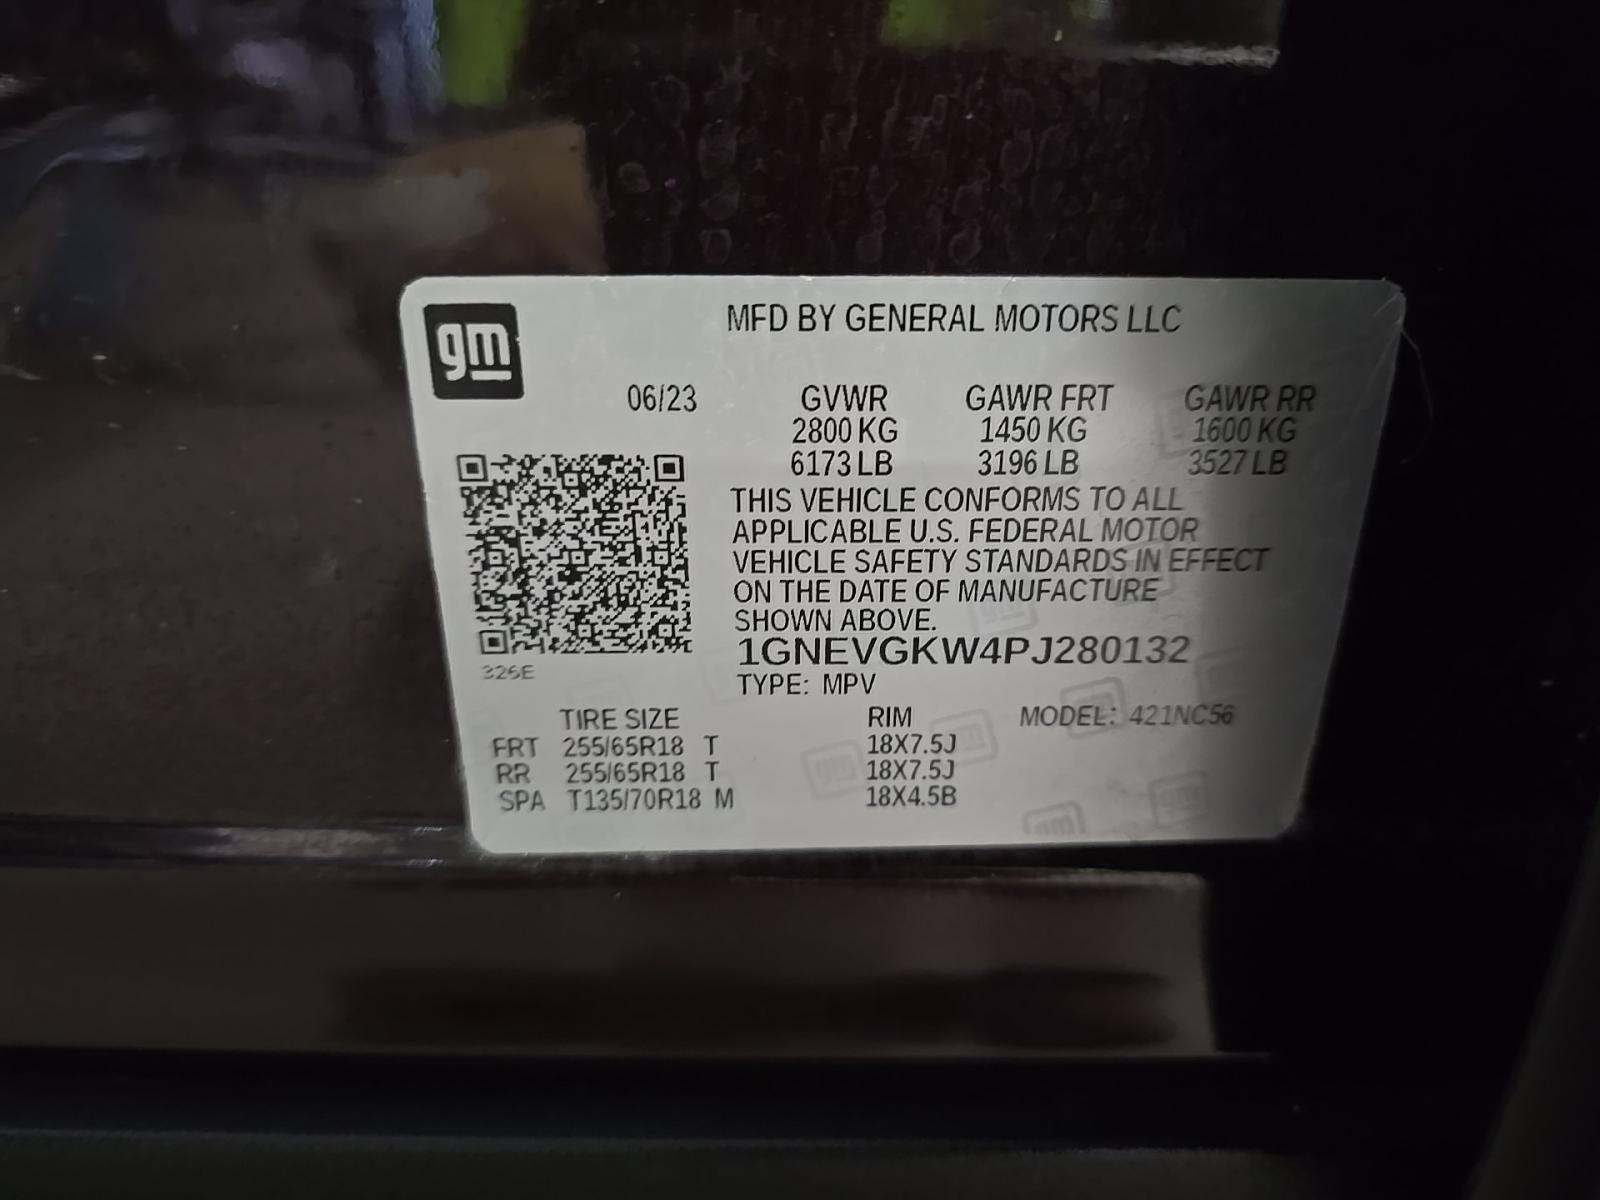 gm
MFD BY GENERAL MOTORS LLC
06/23 GVWR GAWR FRT GAWR RR
2800 KG 1450 KG 1600 KG
6173 LB 3196 LB 3527 LB
THIS VEHICLE CONFORMS TO ALL
APPLICABLE U.S. FEDERAL MOTOR
VEHICLE SAFETY STANDARDS IN EFFECT
ON THE DATE OF MANUFACTURE
SHOWN ABOVE.
1GNEVGKW4PJ280132
326E
TYPE: MPV
TIRE SIZE RIM MODEL: 421NC56
FRT 255/65R18 T 18X7.5J
RR 255/65R18 T 18X7.5J
SPA T135/70R18 M 18X4.5B